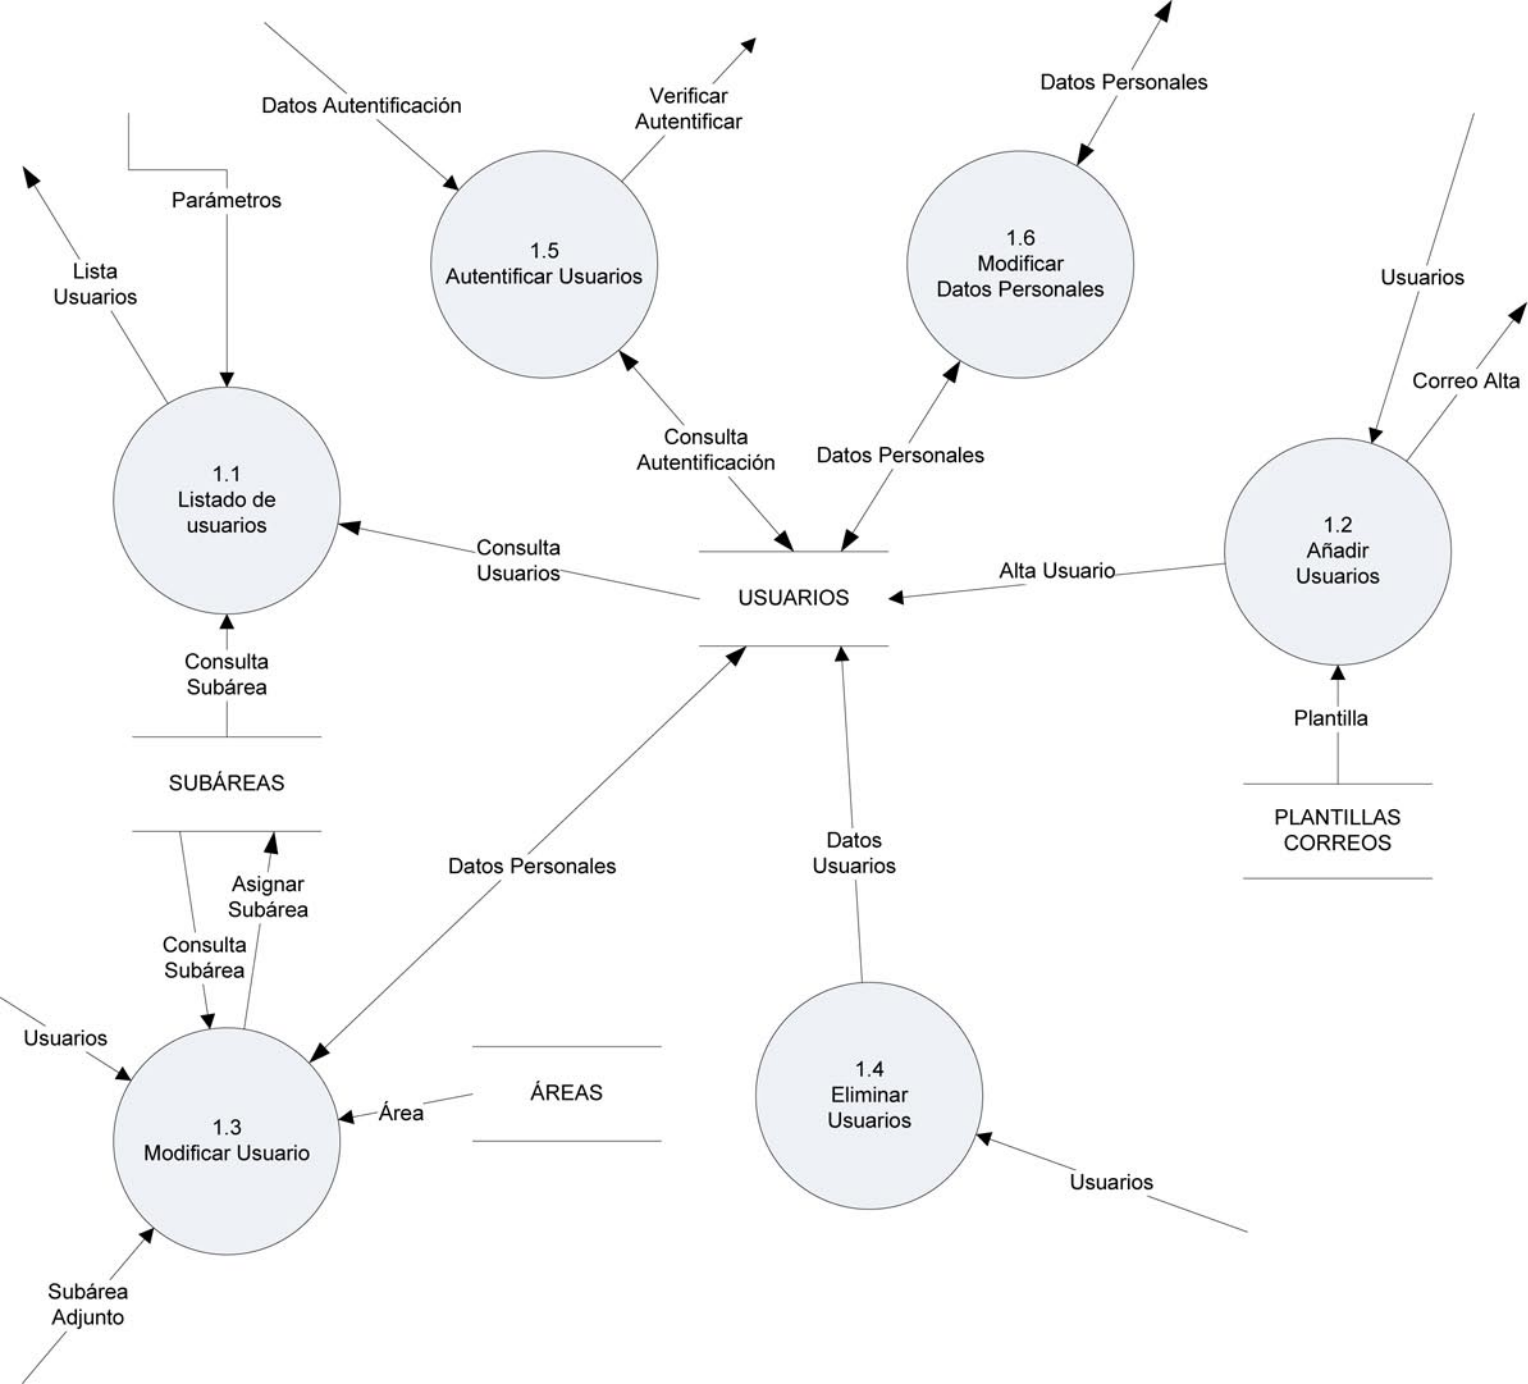 Datos Personales
Verificar
Autentificar
Datos Autentificación
Parámetros
1.5
Autentificar Usuarios
1.6
Modificar
Datos Personales
Lista
Usuarios
Usuarios
Correo Alta
Consulta
Autentificación
Datos Personales
1.1
Listado de
usuarios
1.2
Añadir
Usuarios
Consulta
Usuarios
Alta Usuario
USUARIOS
Consulta
Subárea
Plantilla
SUBÁREAS
PLANTILLAS
CORREOS
Datos
Usuarios
Datos Personales
Asignar
Subárea
Consulta
Subárea
Usuarios
1.4
Eliminar
Usuarios
ÁREAS
Área
1.3
Modificar Usuario
Usuarios
Subárea
Adjunto